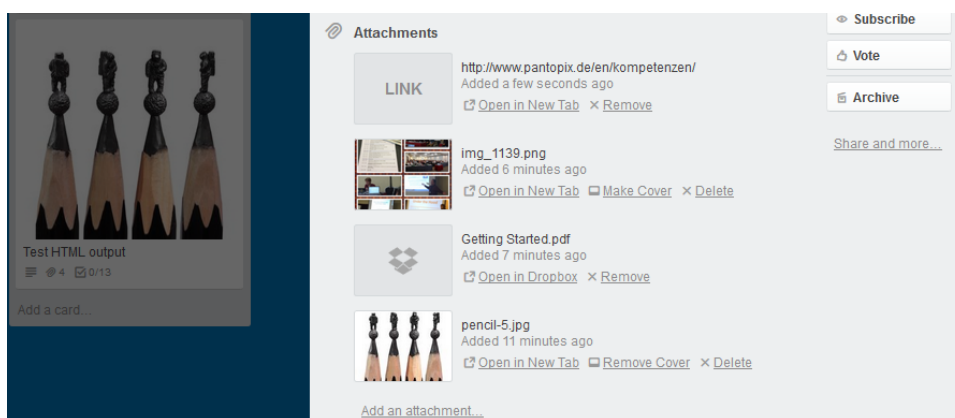 Test HTML output
4 0/13
Add a card...
Attachments
LINK
http://www.pantopix.de/en/kompetenzen/
Added a few seconds ago
Open in New Tab Remove
img_1139.png
Added 6 minutes ago
Open in New Tab Make Cover Delete
Getting Started.pdf
Added 7 minutes ago
Open in Dropbox Remove
pencil-5.jpg
Added 11 minutes ago
Open in New Tab Remove Cover Delete
Add an attachment...
Subscribe
Vote
Archive
Share and more...